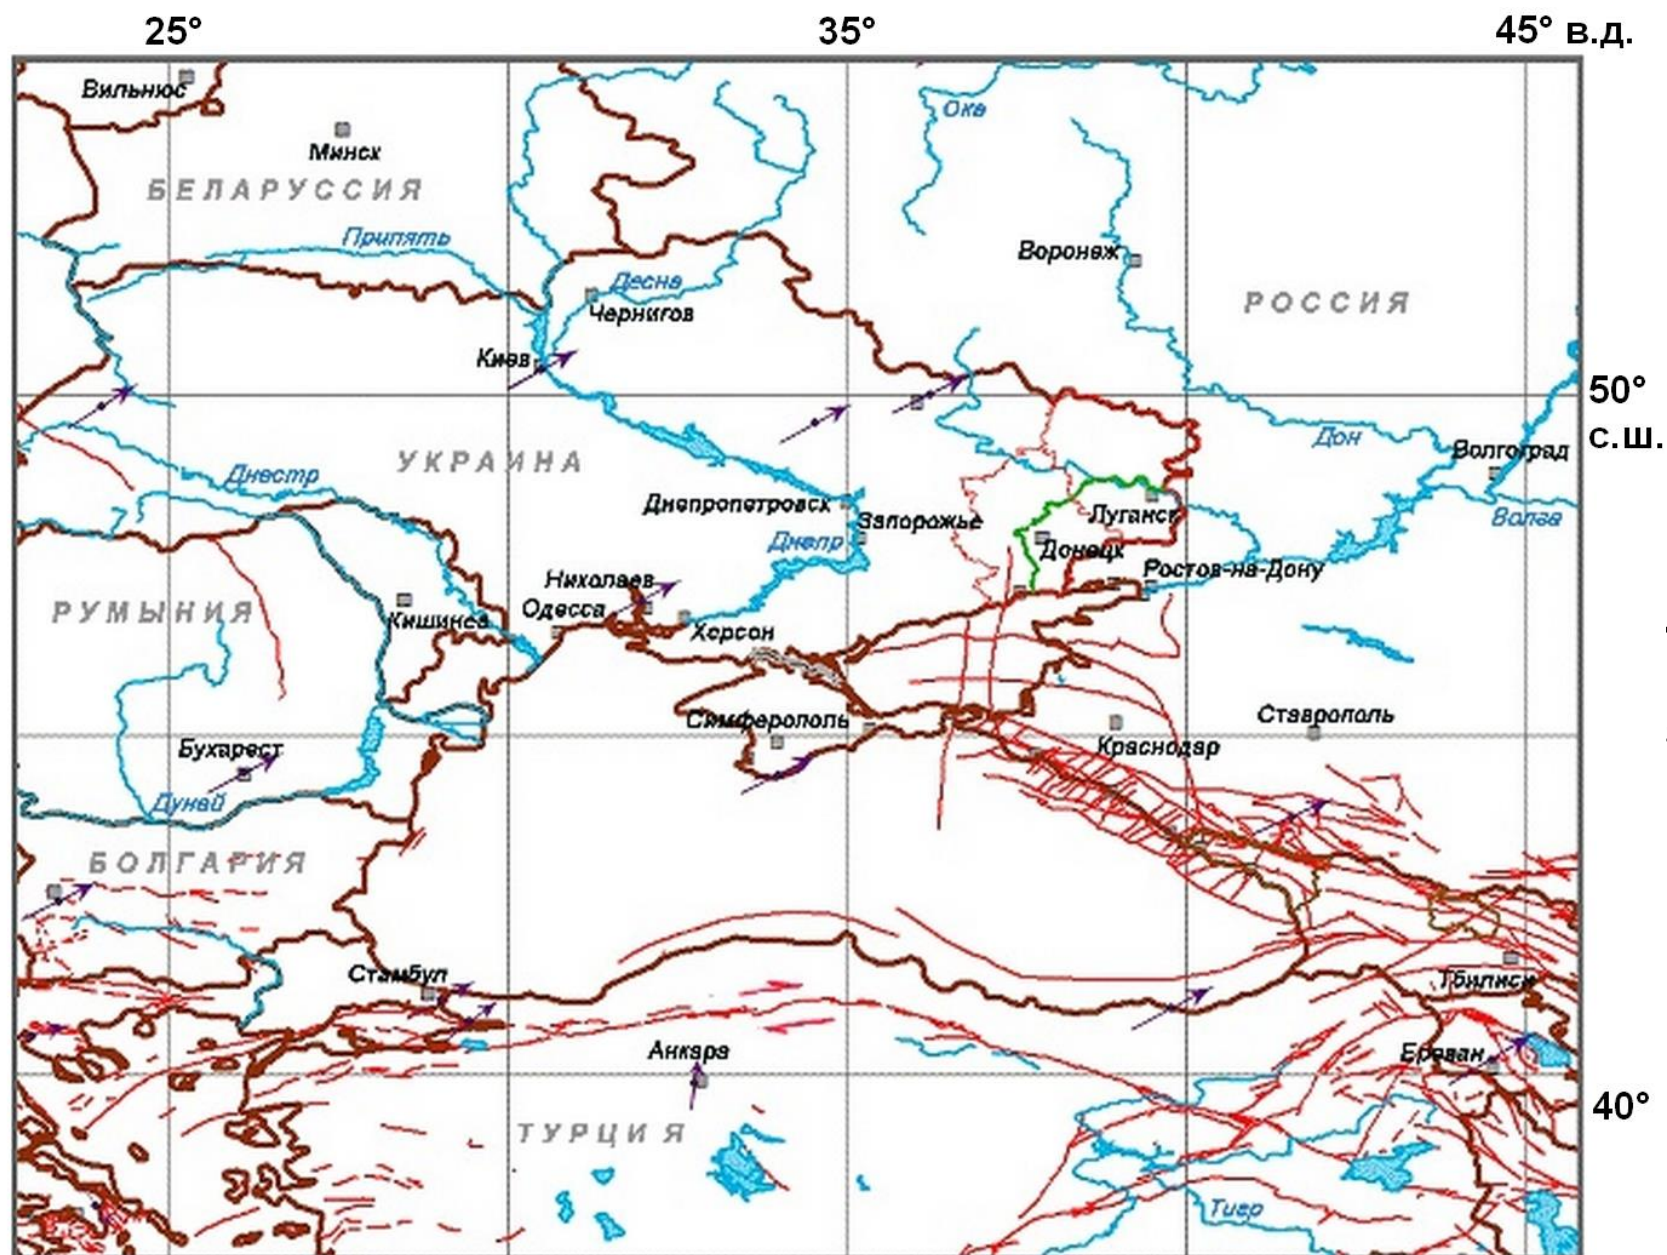 25°
35°
45° в.д.
Вильнюс
Ока
Минск
БЕЛАРУССИЯ
Припять
Воронеж
Десна
РОССИЯ
Чернигов
Киев
50°
с.ш.
Дон
УКРАИНА
Волгоград
Днестр
Днепропетровск
Луганск
Волга
Запорожье
Днепр
Донецк
Ростов-на-Дону
Николаев
РУМЫНИЯ
Одесса
Кишинев
Херсон
Симферополь
Ставрополь
Бухарест
Краснодар
Дунай
БОЛГАРИЯ
Стамбул
Тбилиси
Анкара
Ереван
40°
ТУРЦИЯ
Тигр